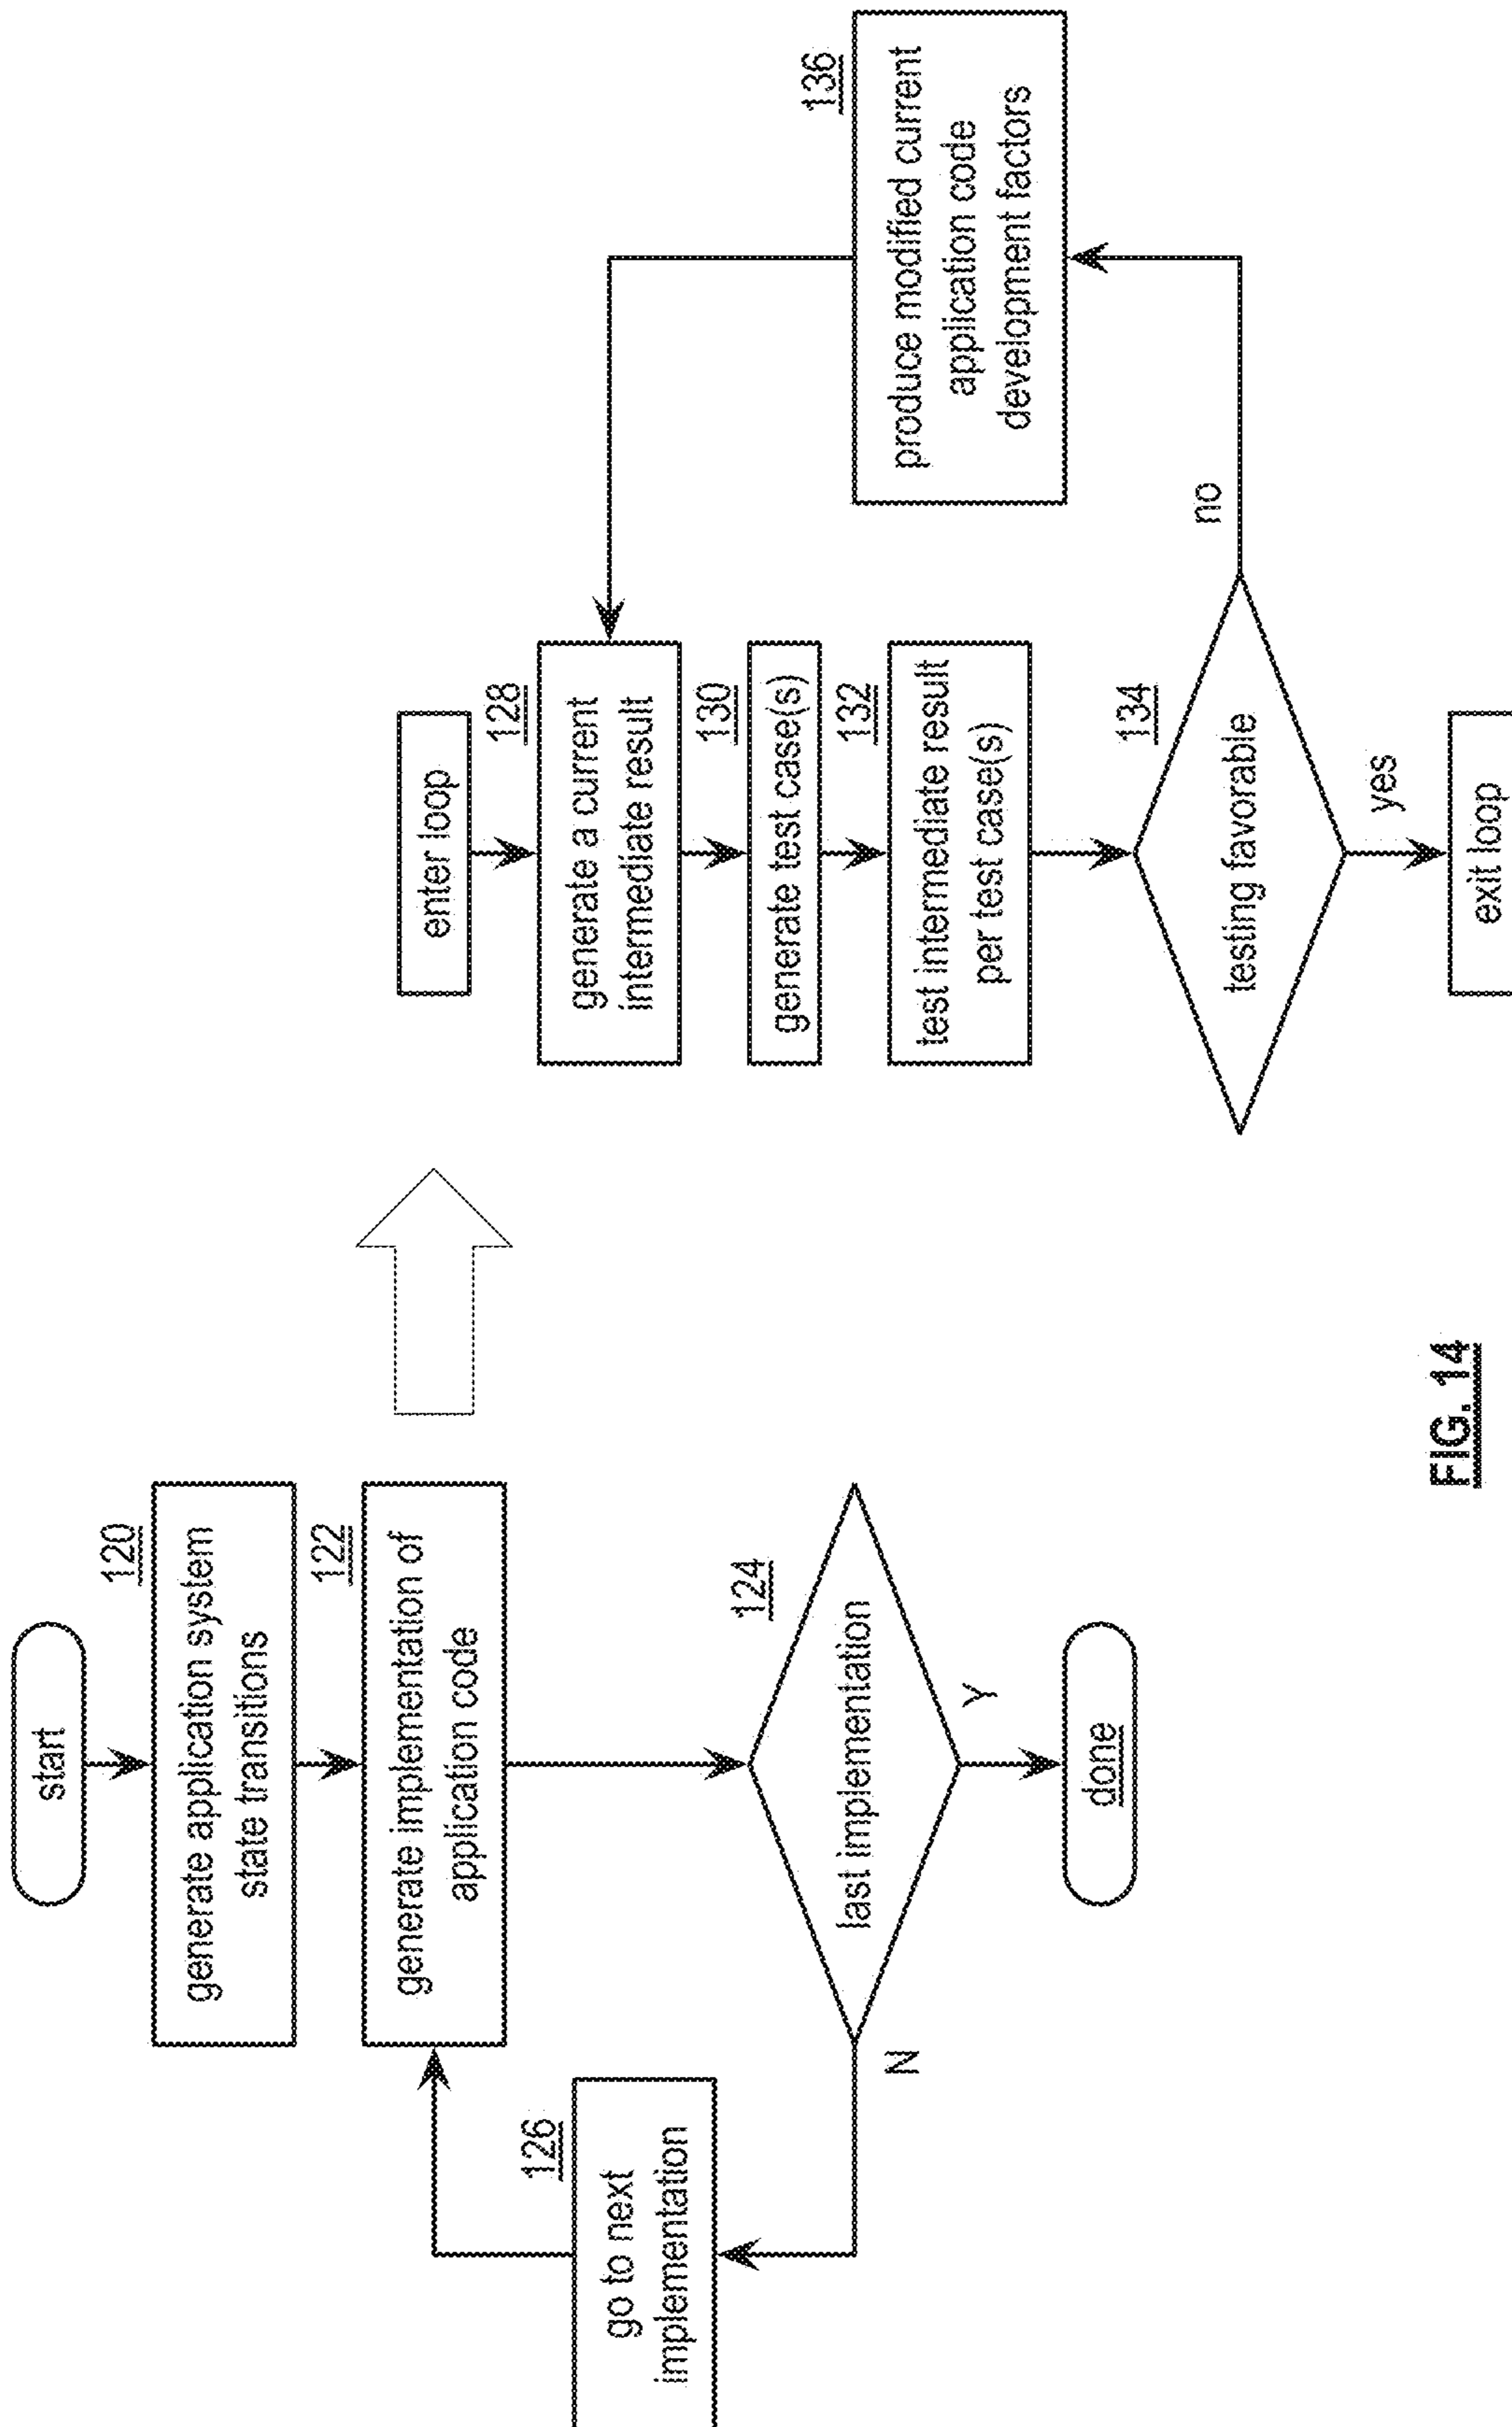 start
120
generate application system
state transitions
122
generate implementation of
application code
124
last implementation
N
Y
126
go to next
implementation
done
enter loop
128
generate a current
intermediate result
130
generate test case(s)
132
test intermediate result
per test case(s)
134
testing favorable
no
yes
136
produce modified current
application code
development factors
exit loop
FIG. 14